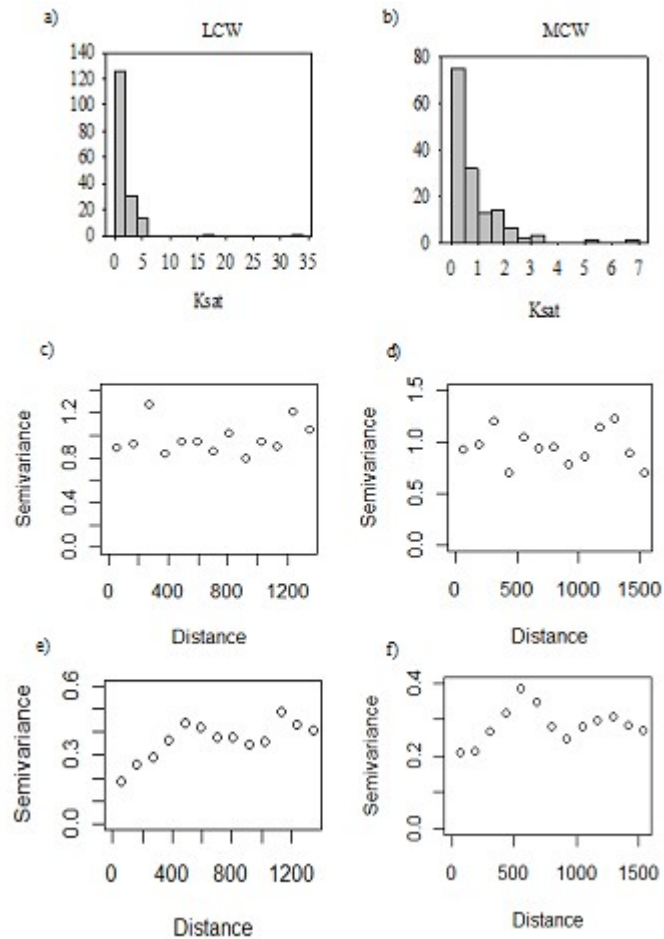 a)
LCW
140
120
100
80
60
40
20
0
0 5 10 15 20 25 30 35
Ksat
b)
MCW
80
60
40
20
0
0 1 2 3 4 5 6 7
Ksat
c)
Semivariance
0.0 0.4 0.8 1.2
400 800 1200
Distance
d)
Semivariance
0.0 0.5 1.0 1.5
0 500 1000 1500
Distance
e)
Semivariance
0.0 0.3 0.6
0 400 800 1200
Distance
f)
Semivariance
0.0 0.2 0.4
0 500 1000 1500
Distance